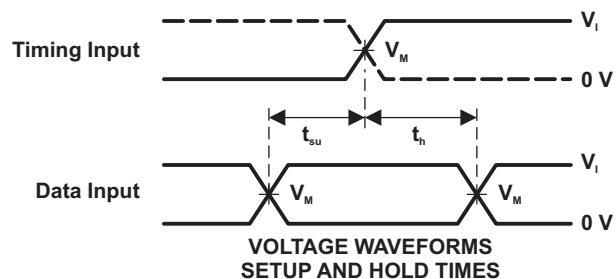 V_I
Timing Input
V_M
0 V
t_su t_h
V_I
Data Input
V_M V_M
0 V
VOLTAGE WAVEFORMS
SETUP AND HOLD TIMES